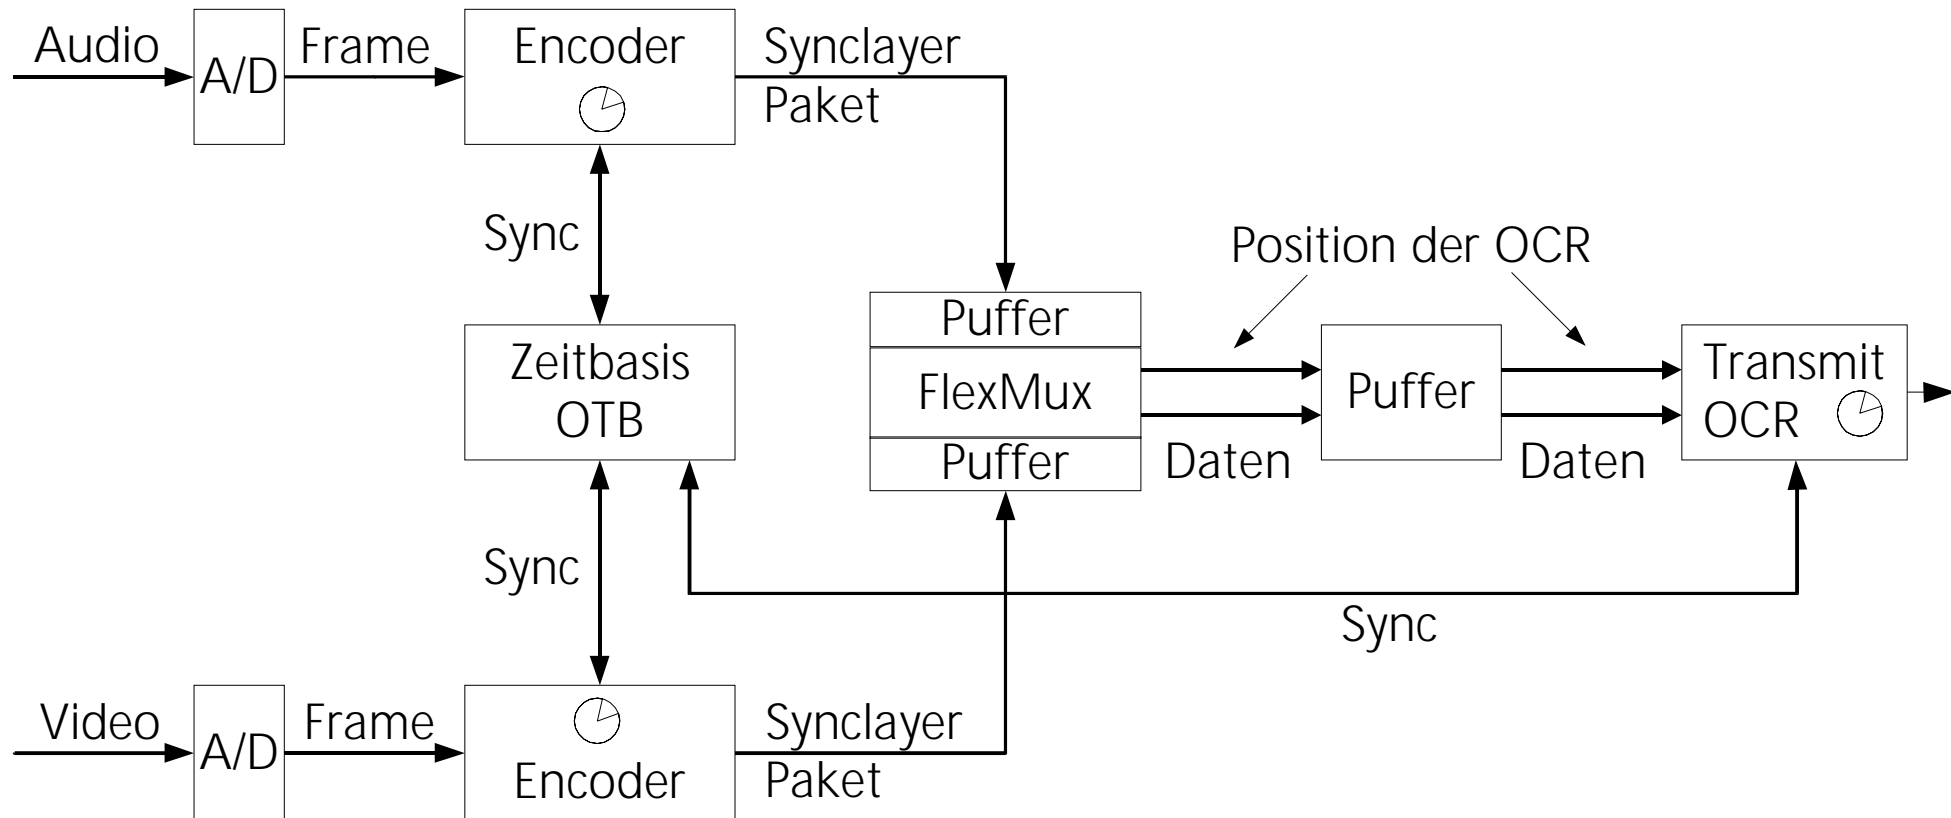 Audio
A/D
Frame
Encoder
Synclayer
Paket
Sync
Position der OCR
Zeitbasis
OTB
Puffer
FlexMux
Puffer
Daten
Puffer
Daten
Transmit
OCR
Sync
Sync
Video
A/D
Frame
Encoder
Synclayer
Paket